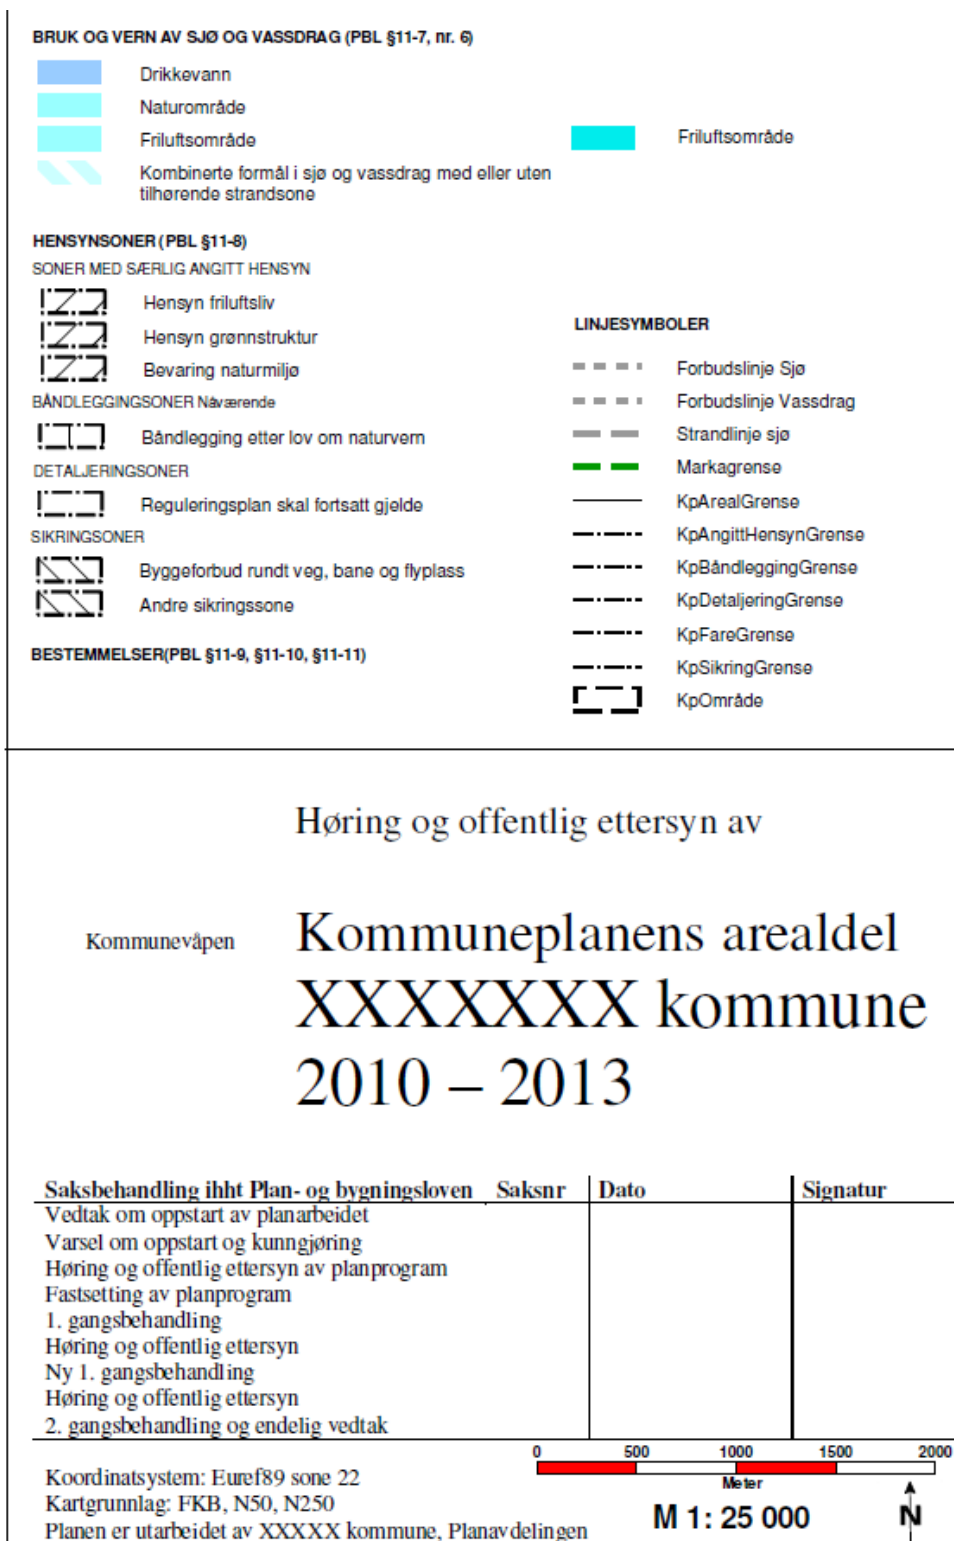 BRUK OG VERN AV SJØ OG VASSDRAG (PBL §11-7, nr. 6)
Drikkevann
Naturområde
Friluftsområde
Kombinerte formål i sjø og vassdrag med eller uten
tilhørende strandsone
Friluftsområde
HENSYNSONER (PBL §11-8)
SONER MED SÆRLIG ANGITT HENSYN
Hensyn friluftsliv
Hensyn grønnstruktur
Bevaring naturmiljø
BÅNDLEGGINGSONER Nåværende
Båndlegging etter lov om naturvern
DETALJERINGSONER
Reguleringsplan skal fortsatt gjelde
SIKRINGSONER
Byggeforbud rundt veg, bane og flyplass
Andre sikringssone
BESTEMMELSER(PBL §11-9, §11-10, §11-11)
LINJESYMBOLER
Forbudslinje Sjø
Forbudslinje Vassdrag
Strandlinje sjø
Markagrense
KpArealGrense
KpAngittHensynGrense
KpBåndleggingGrense
KpDetaljeringGrense
KpFareGrense
KpSikringGrense
KpOmråde
Høring og offentlig ettersyn av
Kommunevåpen
Kommuneplanens arealdel
XXXXXXX kommune
2010 – 2013
Saksbehandling ihht Plan- og bygningsloven Saksnr Dato Signatur
Vedtak om oppstart av planarbeidet
Varsel om oppstart og kunngjøring
Høring og offentlig ettersyn av planprogram
Fastsetting av planprogram
1. gangsbehandling
Høring og offentlig ettersyn
Ny 1. gangsbehandling
Høring og offentlig ettersyn
2. gangsbehandling og endelig vedtak
0 500 1000 1500 2000
Meter
Koordinatsystem: Euref89 sone 22
Kartgrunnlag: FKB, N50, N250
Planen er utarbeidet av XXXXX kommune, Planavdelingen
M 1: 25 000
N